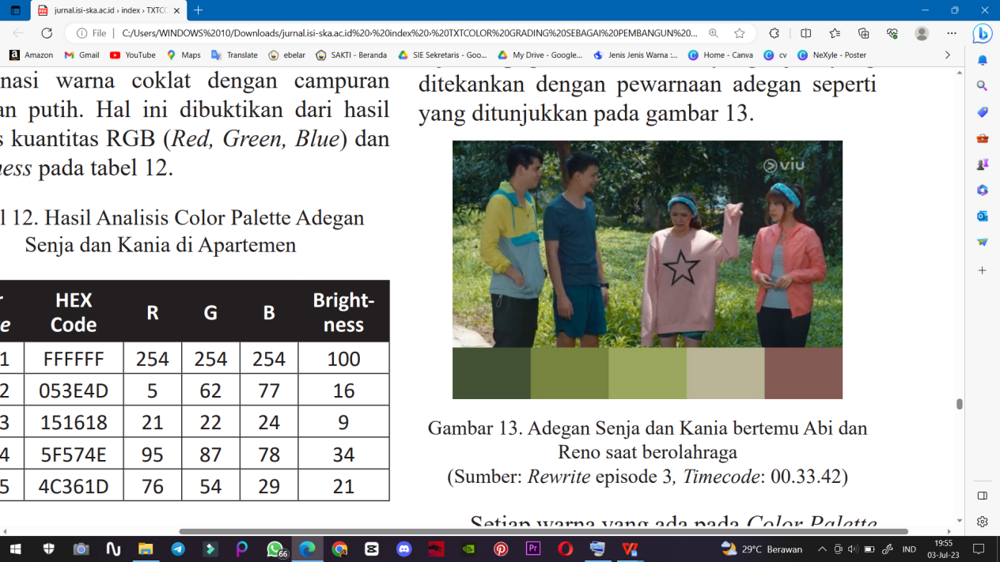 jurnal.isi-ska.ac.id › index › TXTCC
File
C:/Users/WINDOWS%2010/Downloads/jurnal.isi-ska.ac.id%20›%20index%20›%20TXTCOLOR%20GRADING%20SEBAGAI%20PEMBANGUN%20...
Amazon
Gmail
YouTube
Maps
Translate
ebelar
SAKTI - Beranda
SIE Sekretaris - Goo...
My Drive - Google...
Jenis Jenis Warna :...
Home - Canva
cv
NeXyle - Poster
nasi warna coklat dengan campuran
an putih. Hal ini dibuktikan dari hasil
s kuantitas RGB (Red, Green, Blue) dan
ness pada tabel 12.
l 12. Hasil Analisis Color Palette Adegan
Senja dan Kania di Apartemen
r HEX R G B Bright-
e Code ness
1 FFFFFF 254 254 254 100
2 053E4D 5 62 77 16
3 151618 21 22 24 9
4 5F574E 95 87 78 34
5 4C361D 76 54 29 21
ditekankan dengan pewarnaan adegan seperti
yang ditunjukkan pada gambar 13.
viu
Gambar 13. Adegan Senja dan Kania bertemu Abi dan
Reno saat berolahraga
(Sumber: Rewrite episode 3, Timecode: 00.33.42)
Setiap warna yang ada pada Color Palette
66
29°C Berawan
IND
19:55
03-Jul-23